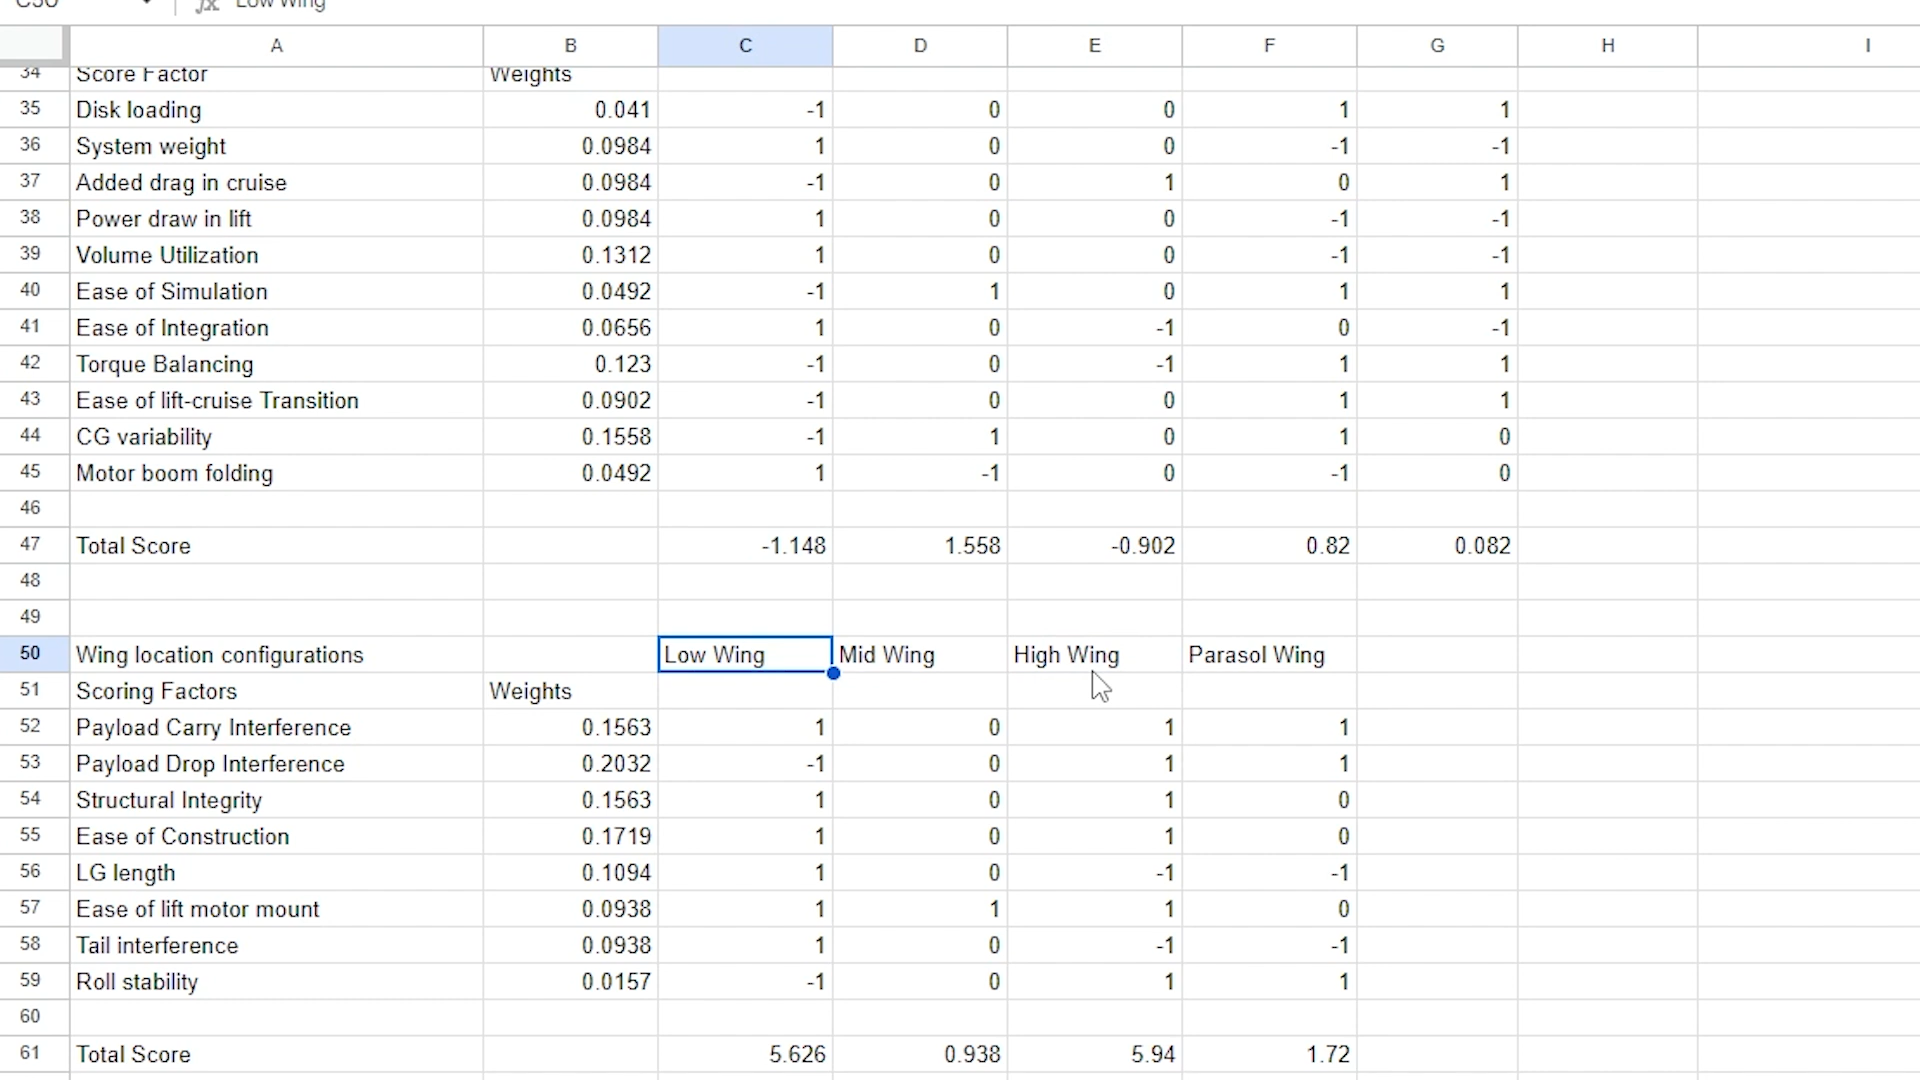 C50 fx Low Wing
A B C D E F G H I
34 Score Factor Weights
35 Disk loading 0.041 -1 0 0 1 1
36 System weight 0.0984 1 0 0 -1 -1
37 Added drag in cruise 0.0984 -1 0 1 0 1
38 Power draw in lift 0.0984 1 0 0 -1 -1
39 Volume Utilization 0.1312 1 0 0 -1 -1
40 Ease of Simulation 0.0492 -1 1 0 1 1
41 Ease of Integration 0.0656 1 0 -1 0 -1
42 Torque Balancing 0.123 -1 0 -1 1 1
43 Ease of lift-cruise Transition 0.0902 -1 0 0 1 1
44 CG variability 0.1558 -1 1 0 1 0
45 Motor boom folding 0.0492 1 -1 0 -1 0
46
47 Total Score -1.148 1.558 -0.902 0.82 0.082
48
49
50 Wing location configurations Low Wing Mid Wing High Wing Parasol Wing
51 Scoring Factors Weights
52 Payload Carry Interference 0.1563 1 0 1 1
53 Payload Drop Interference 0.2032 -1 0 1 1
54 Structural Integrity 0.1563 1 0 1 0
55 Ease of Construction 0.1719 1 0 1 0
56 LG length 0.1094 1 0 -1 -1
57 Ease of lift motor mount 0.0938 1 1 1 0
58 Tail interference 0.0938 1 0 -1 -1
59 Roll stability 0.0157 -1 0 1 1
60
61 Total Score 5.626 0.938 5.94 1.72